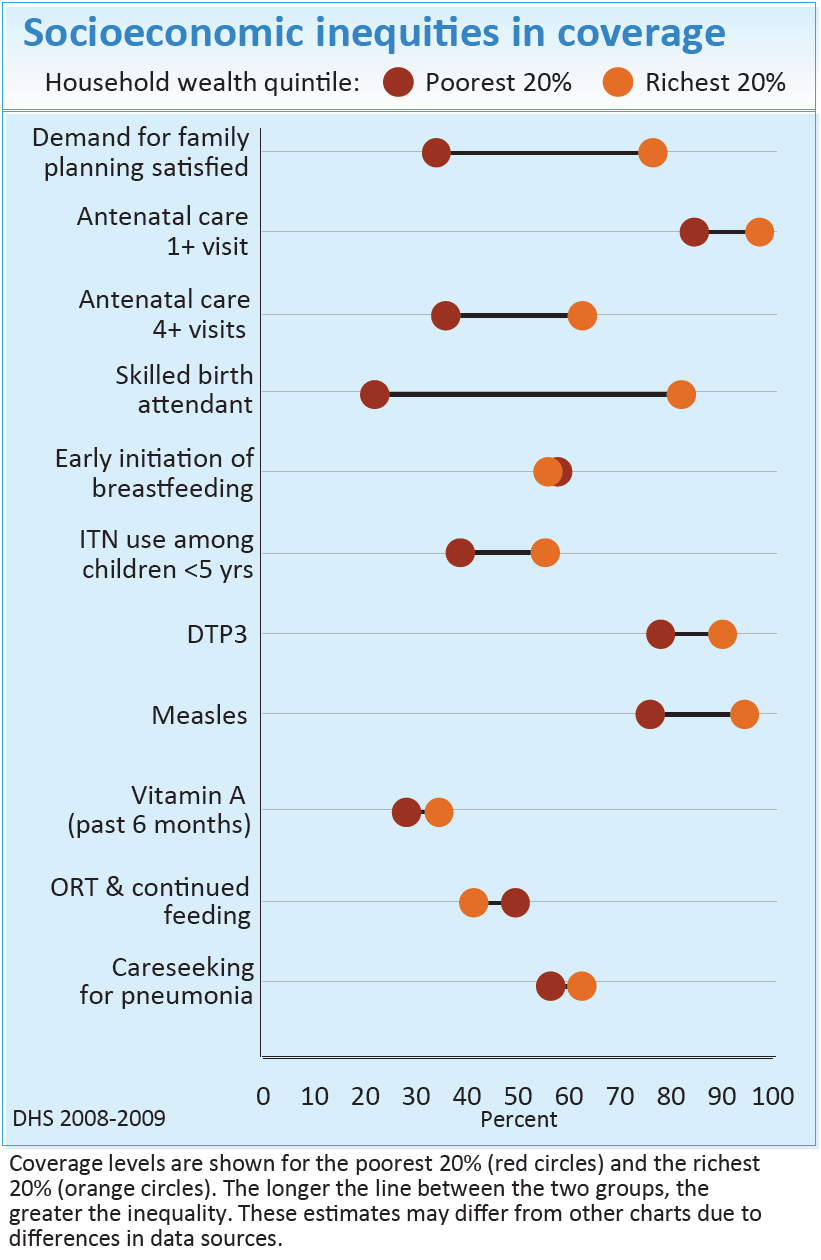 Socioeconomic inequities in coverage
Household wealth quintile: Poorest 20% Richest 20%
Demand for family
planning satisfied
Antenatal care
1+ visit
Antenatal care
4+ visits
Skilled birth
attendant
Early initiation of
breastfeeding
ITN use among
children <5 yrs
DTP3
Measles
Vitamin A
(past 6 months)
ORT & continued
feeding
Careseeking
for pneumonia
0 10 20 30 40 50 60 70 80 90 100
Percent
DHS 2008-2009
Coverage levels are shown for the poorest 20% (red circles) and the richest
20% (orange circles). The longer the line between the two groups, the
greater the inequality. These estimates may differ from other charts due to
differences in data sources.